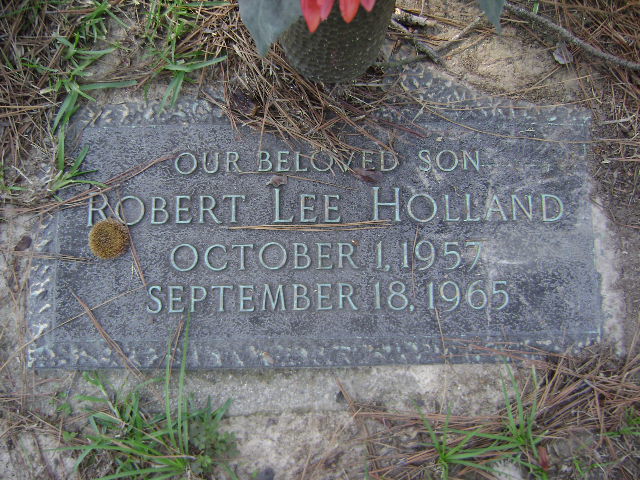 OUR BELOVED SON
ROBERT LEE HOLLAND
OCTOBER 1, 1957
SEPTEMBER 18, 1965